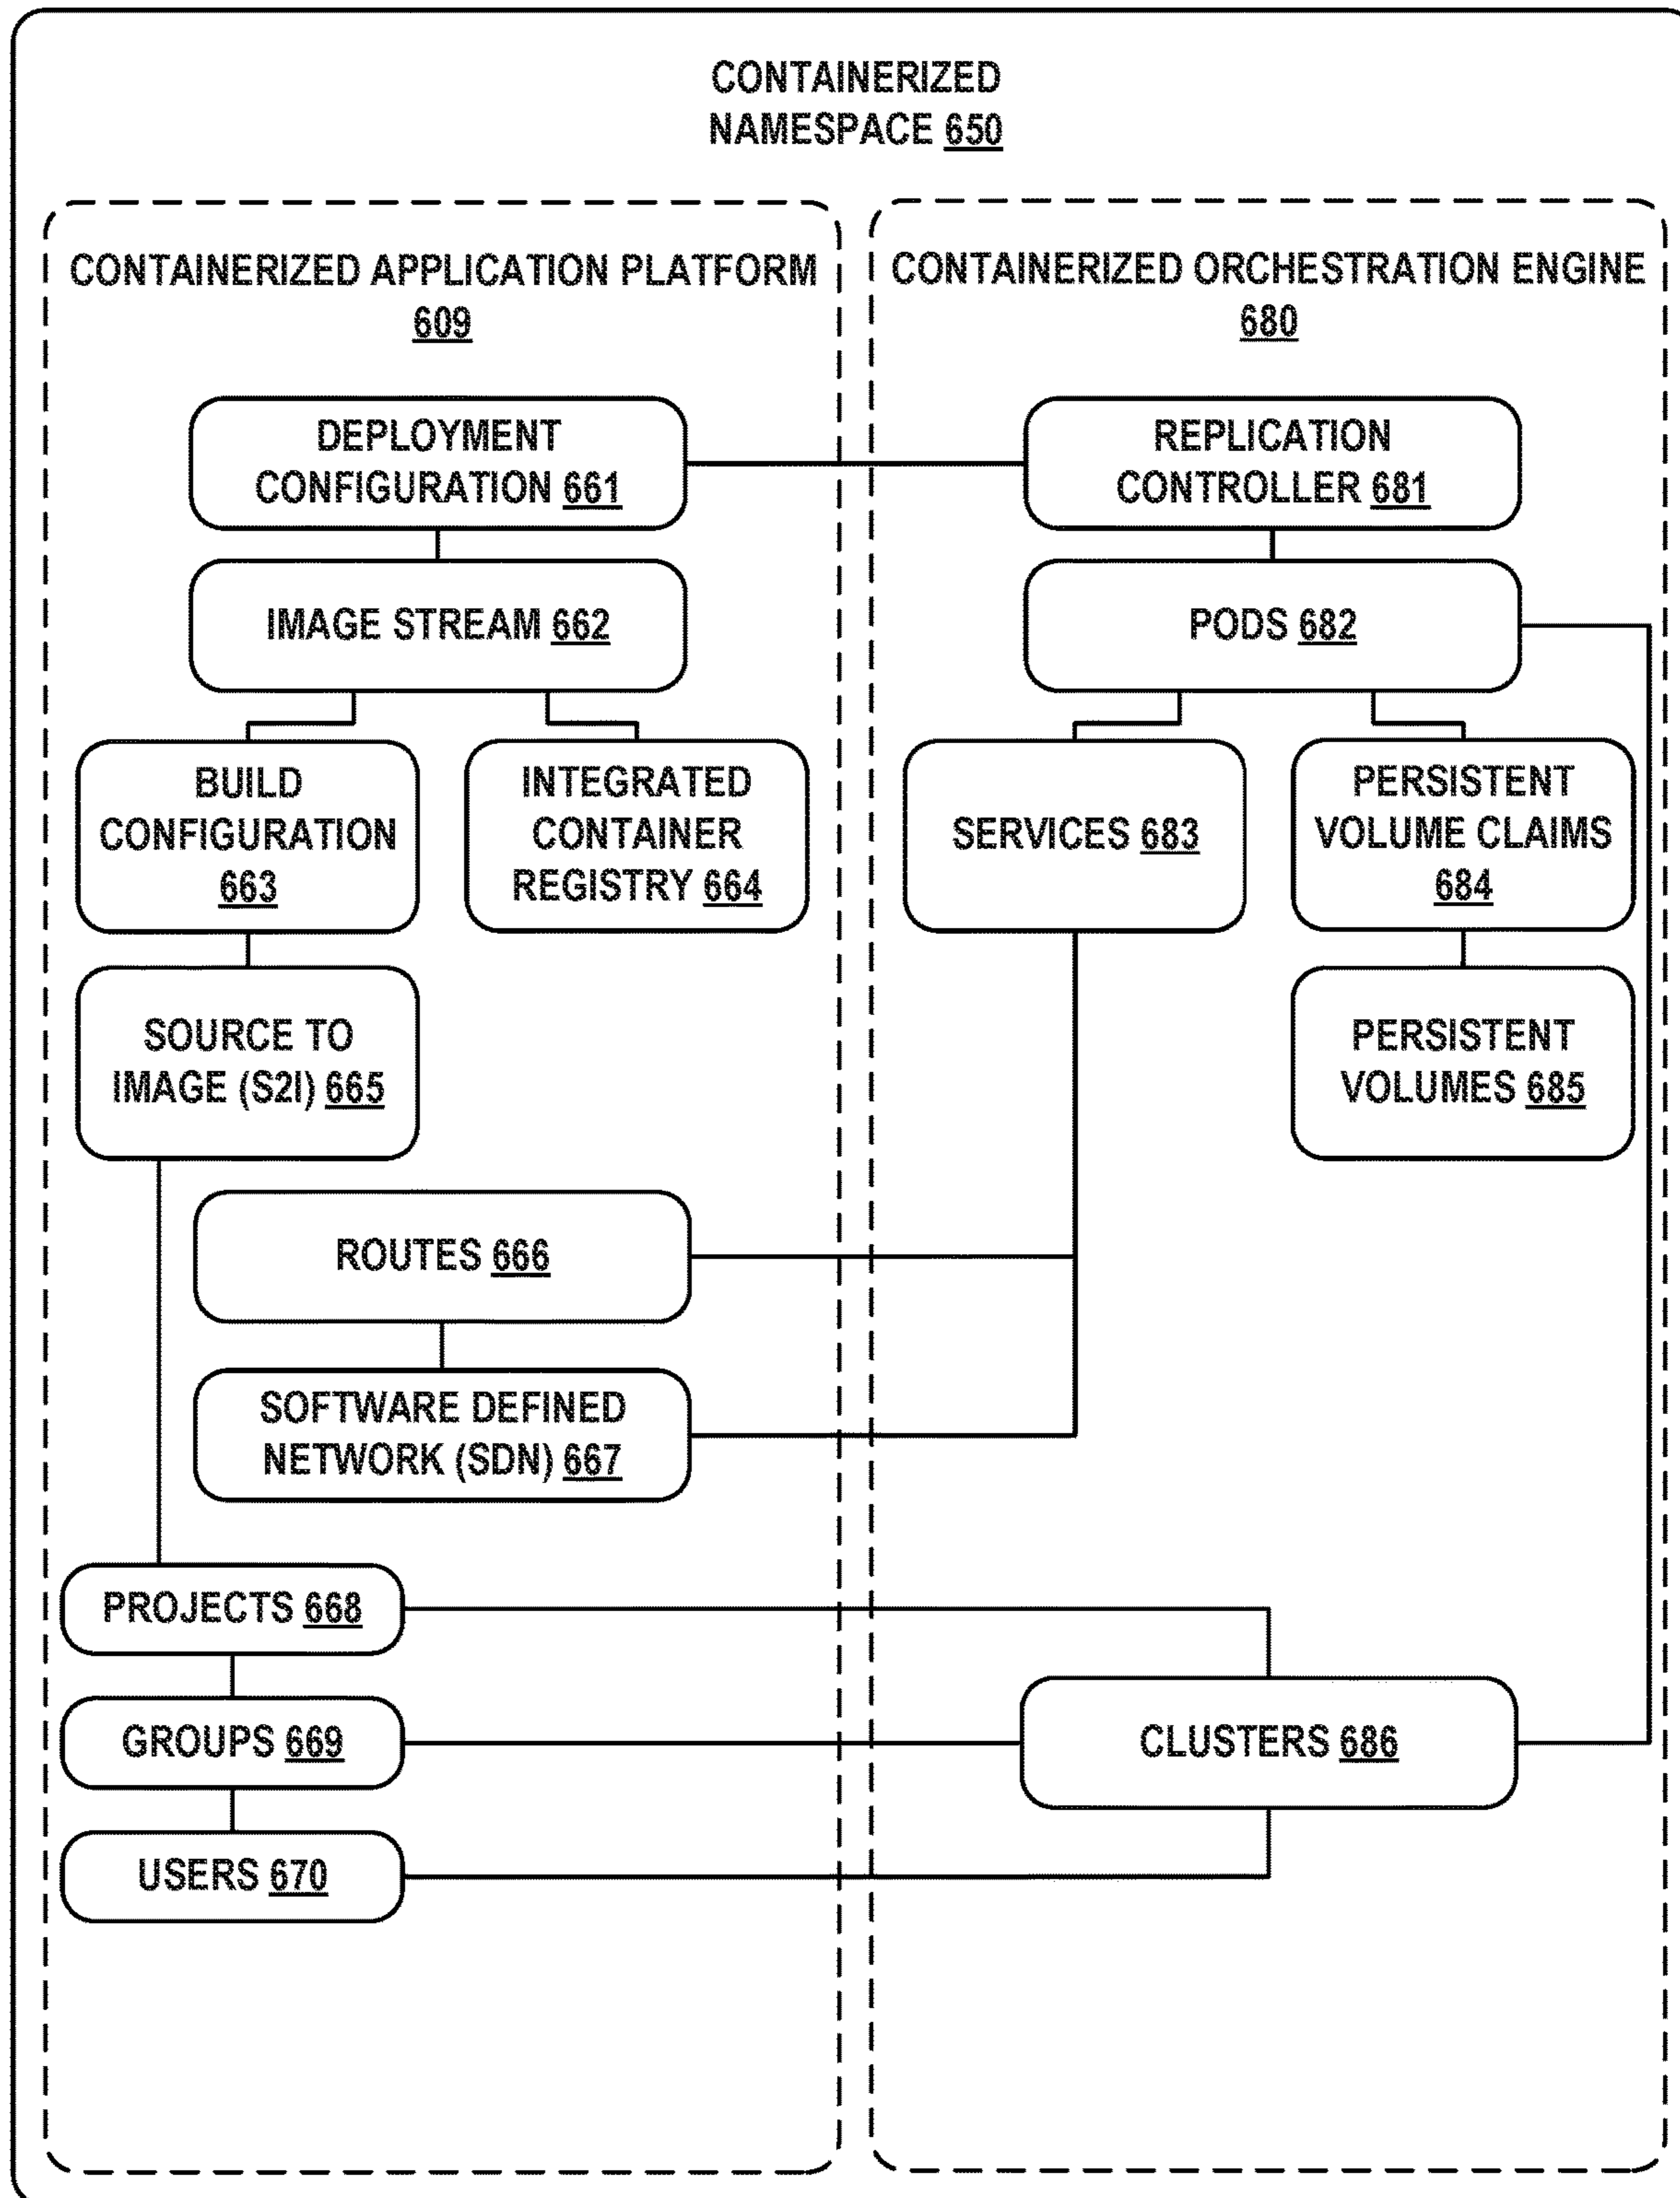 CONTAINERIZED
NAMESPACE 650
CONTAINERIZED APPLICATION PLATFORM
609
DEPLOYMENT
CONFIGURATION 661
IMAGE STREAM 662
BUILD
CONFIGURATION
663
INTEGRATED
CONTAINER
REGISTRY 664
SOURCE TO
IMAGE (S2I) 665
ROUTES 666
SOFTWARE DEFINED
NETWORK (SDN) 667
PROJECTS 668
GROUPS 669
USERS 670
CONTAINERIZED ORCHESTRATION ENGINE
680
REPLICATION
CONTROLLER 681
PODS 682
SERVICES 683
PERSISTENT
VOLUME CLAIMS
684
PERSISTENT
VOLUMES 685
CLUSTERS 686